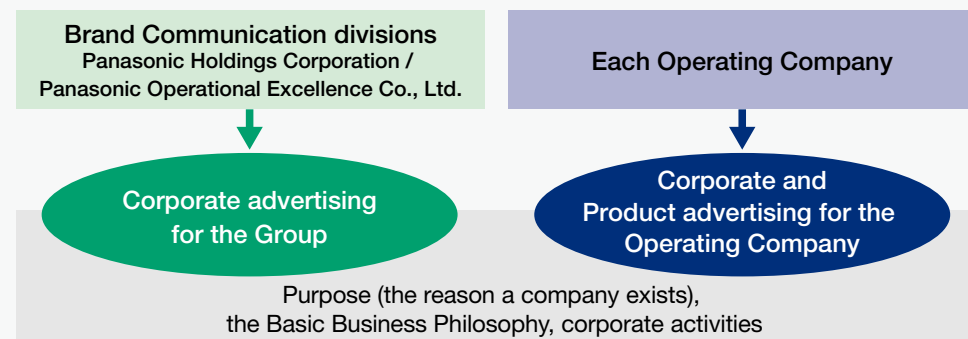 Brand Communication divisions
Panasonic Holdings Corporation /
Panasonic Operational Excellence Co., Ltd.
Each Operating Company
Corporate advertising
for the Group
Corporate and
Product advertising for the
Operating Company
Purpose (the reason a company exists),
the Basic Business Philosophy, corporate activities